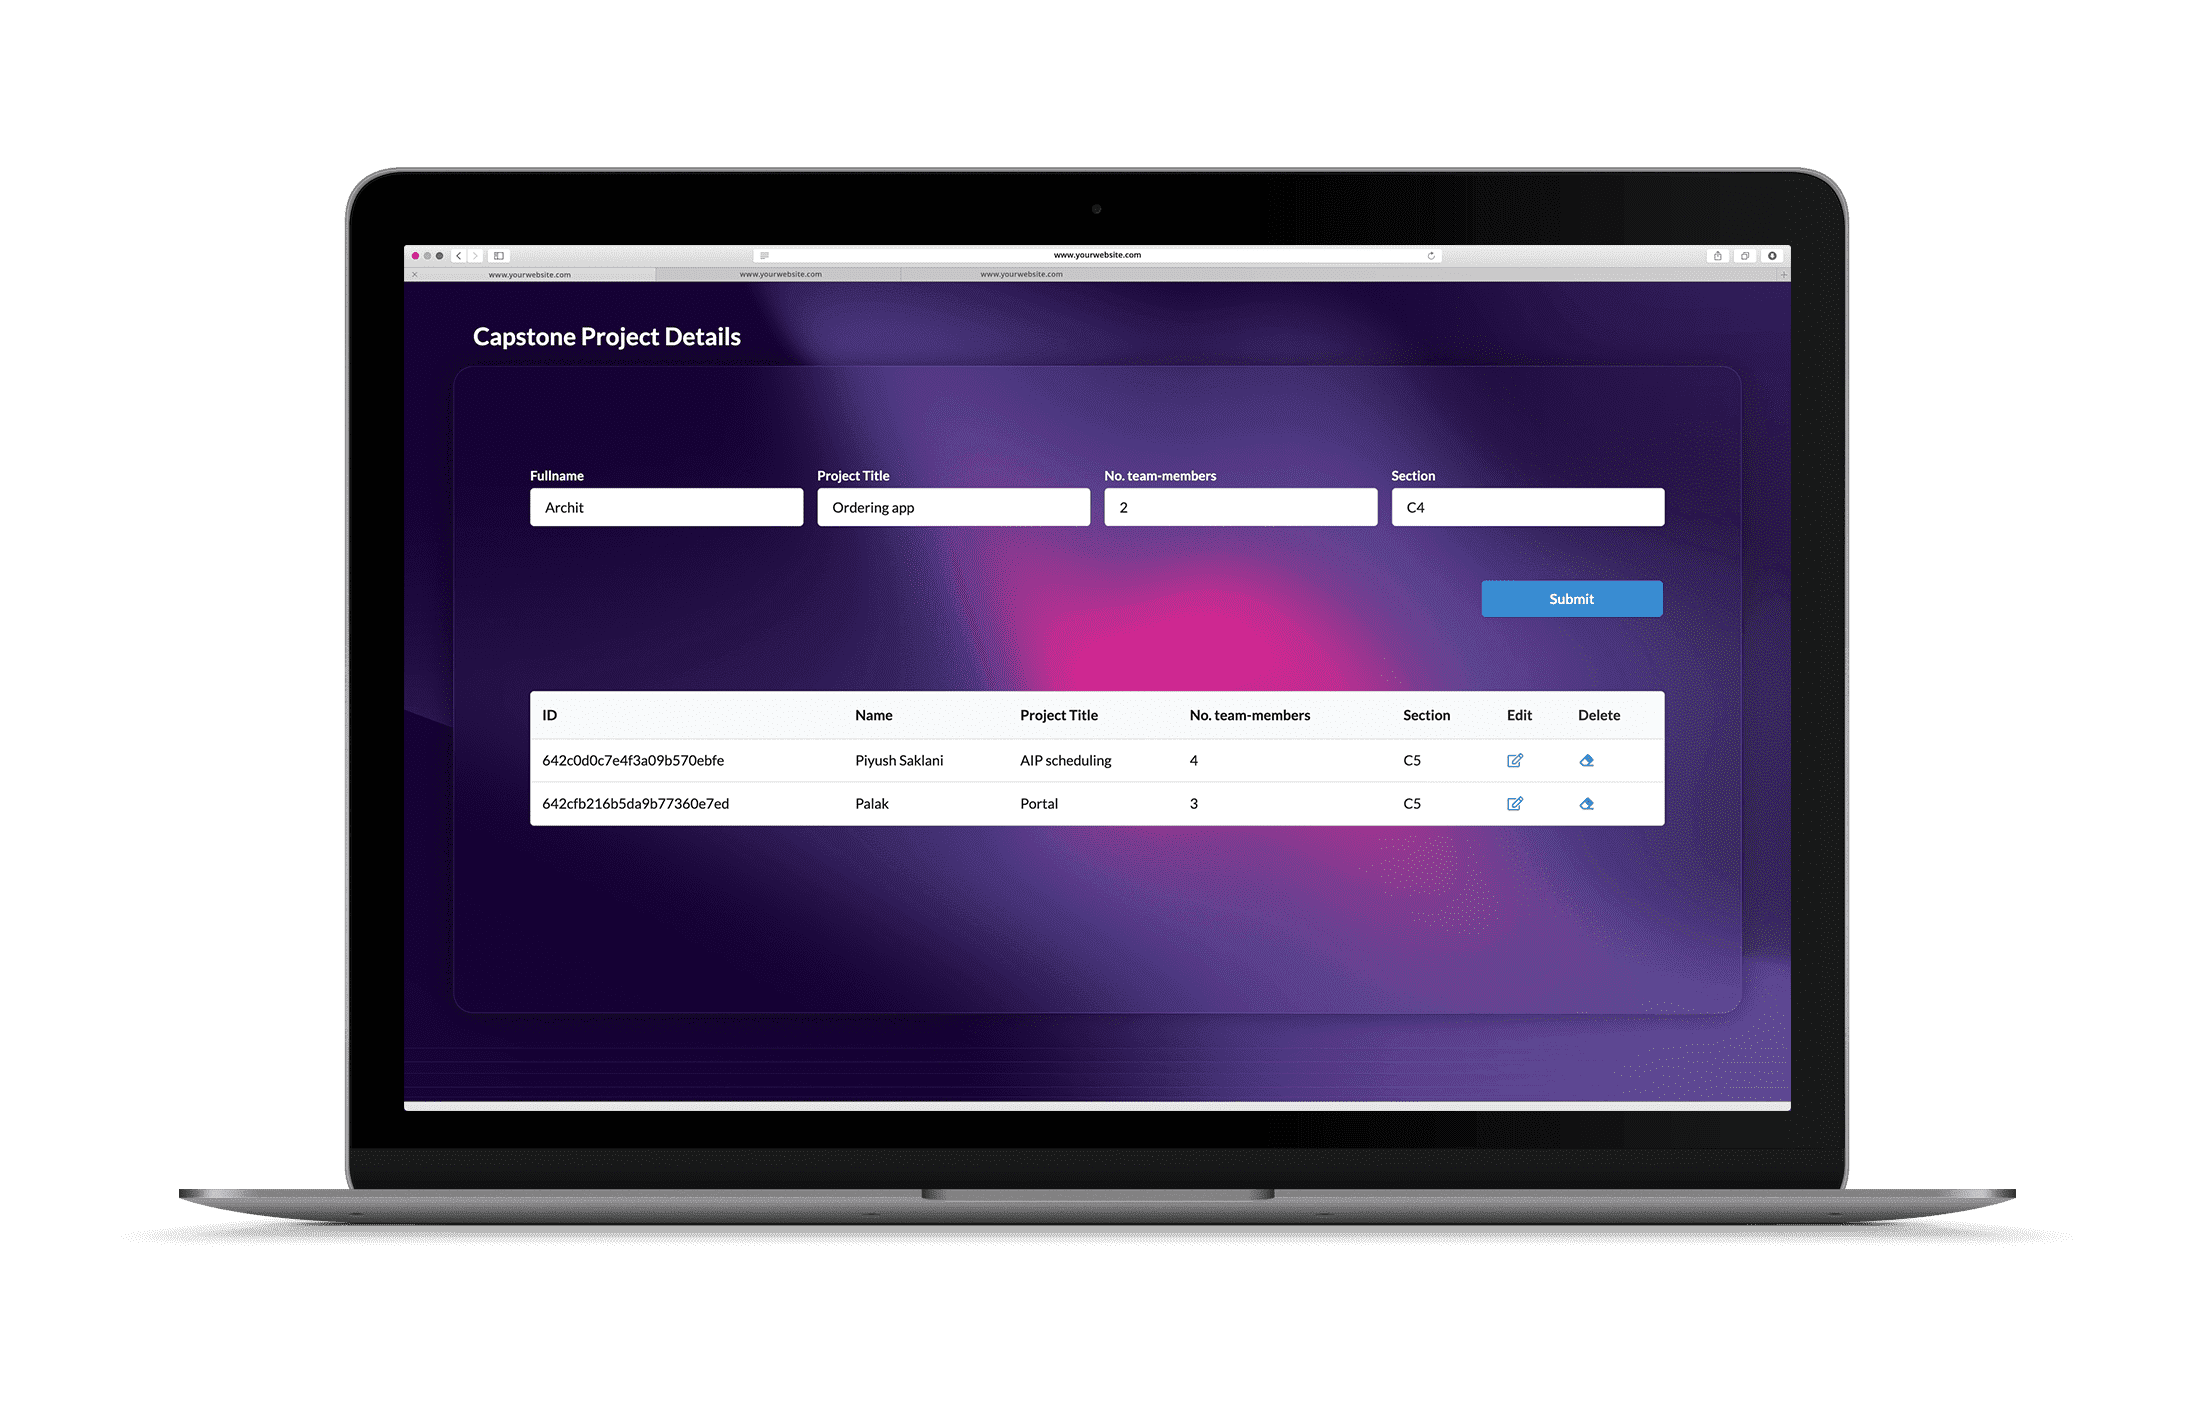 www.yourwebsite.com
www.yourwebsite.com www.yourwebsite.com www.yourwebsite.com
Capstone Project Details
Fullname Project Title No. team-members Section
Archit Ordering app 2 C4
Submit
ID Name Project Title No. team-members Section Edit Delete
642c0d0c7e4f3a09b570ebfe Piyush Saklani AIP scheduling 4 C5
642cfb216b5da9b77360e7ed Palak Portal 3 C5